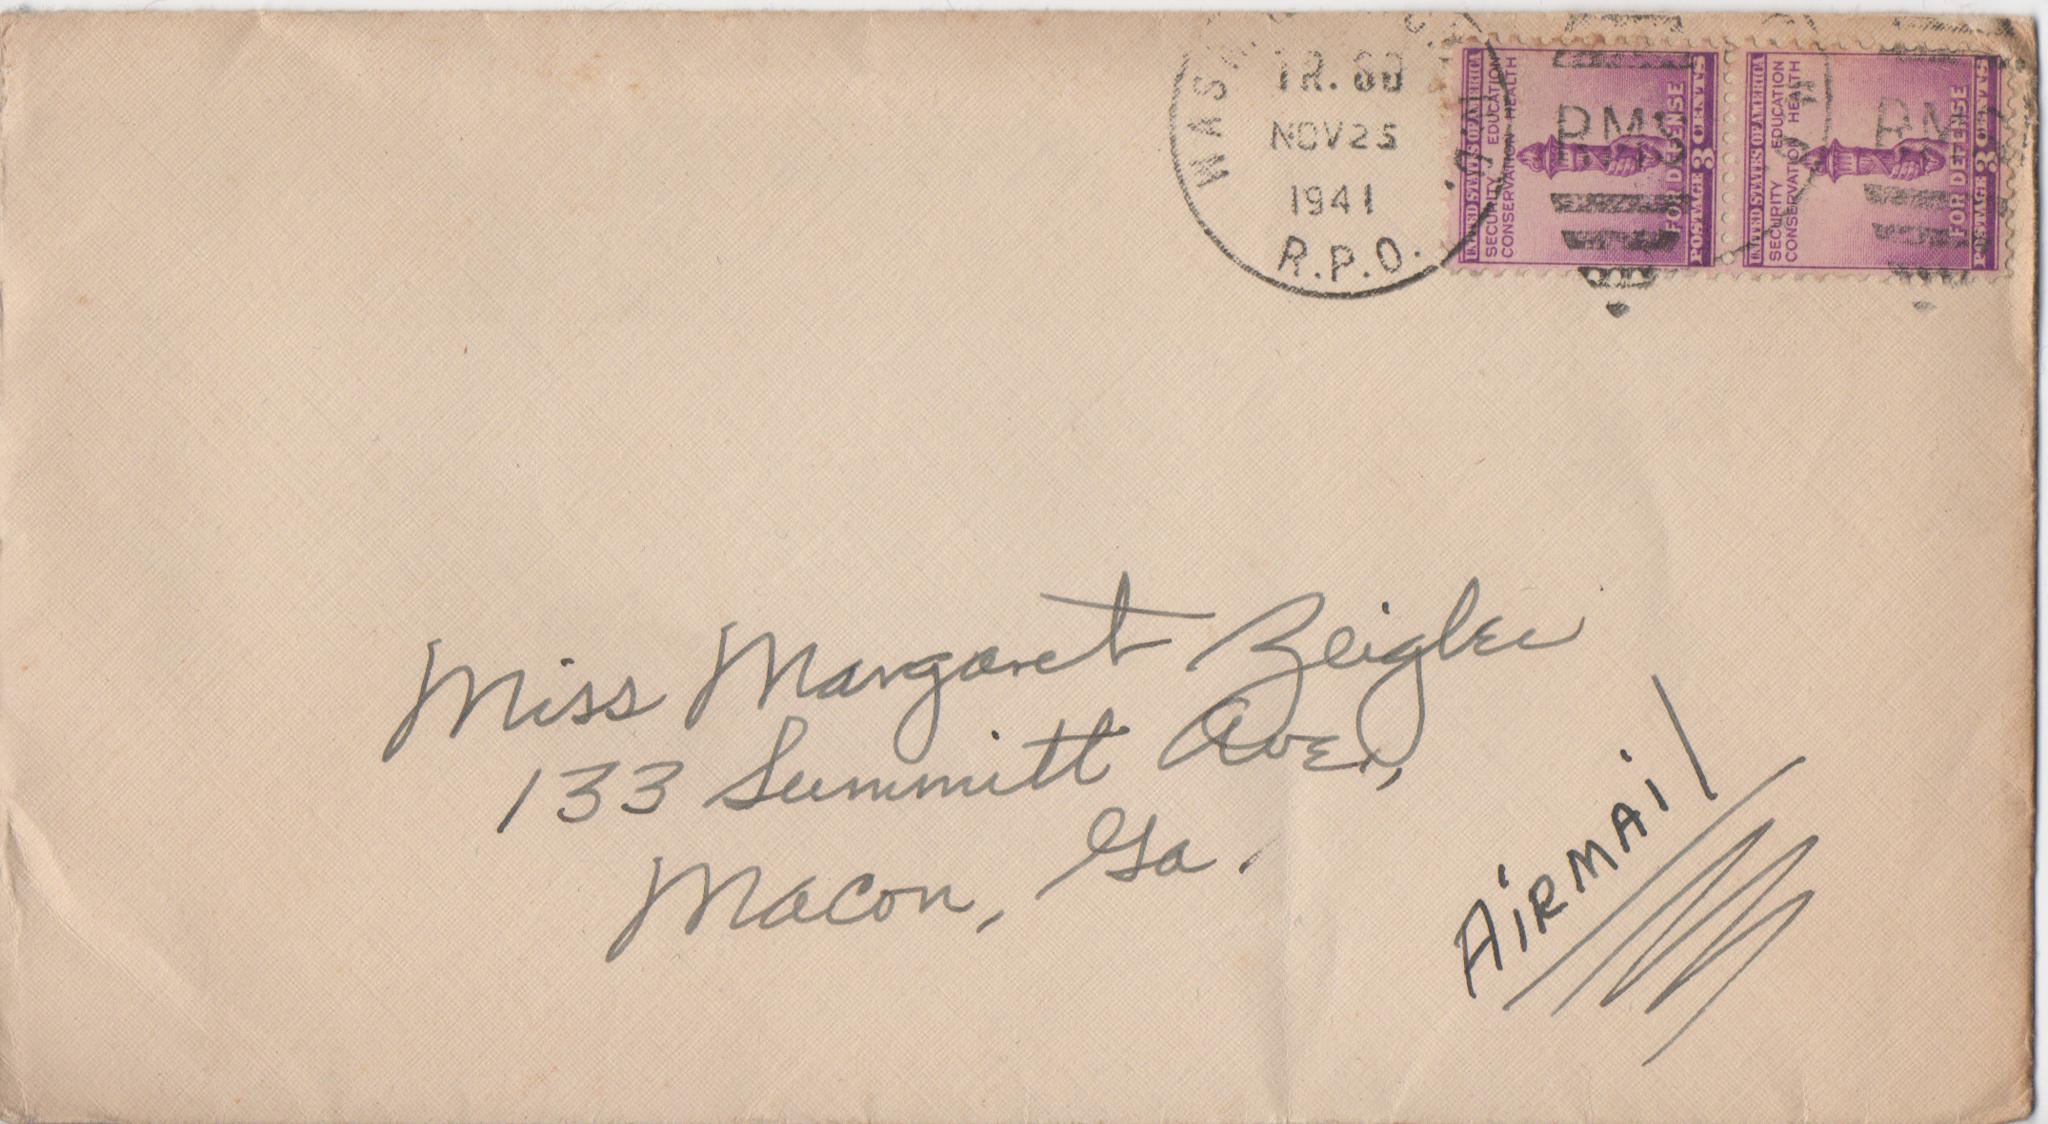 TR. 60
NOV 25
1941
R.P.O.
UNITED STATES OF AMERICA
SECURITY EDUCATION
CONSERVATION HEALTH
FOR DEFENSE
POSTAGE 3 CENTS
RMS
UNITED STATES OF AMERICA
SECURITY EDUCATION
CONSERVATION HEALTH
FOR DEFENSE
POSTAGE 3 CENTS
RMS
Miss Margaret Zeigler
133 Summitt Ave.,
Macon, Ga.
AIRMAIL